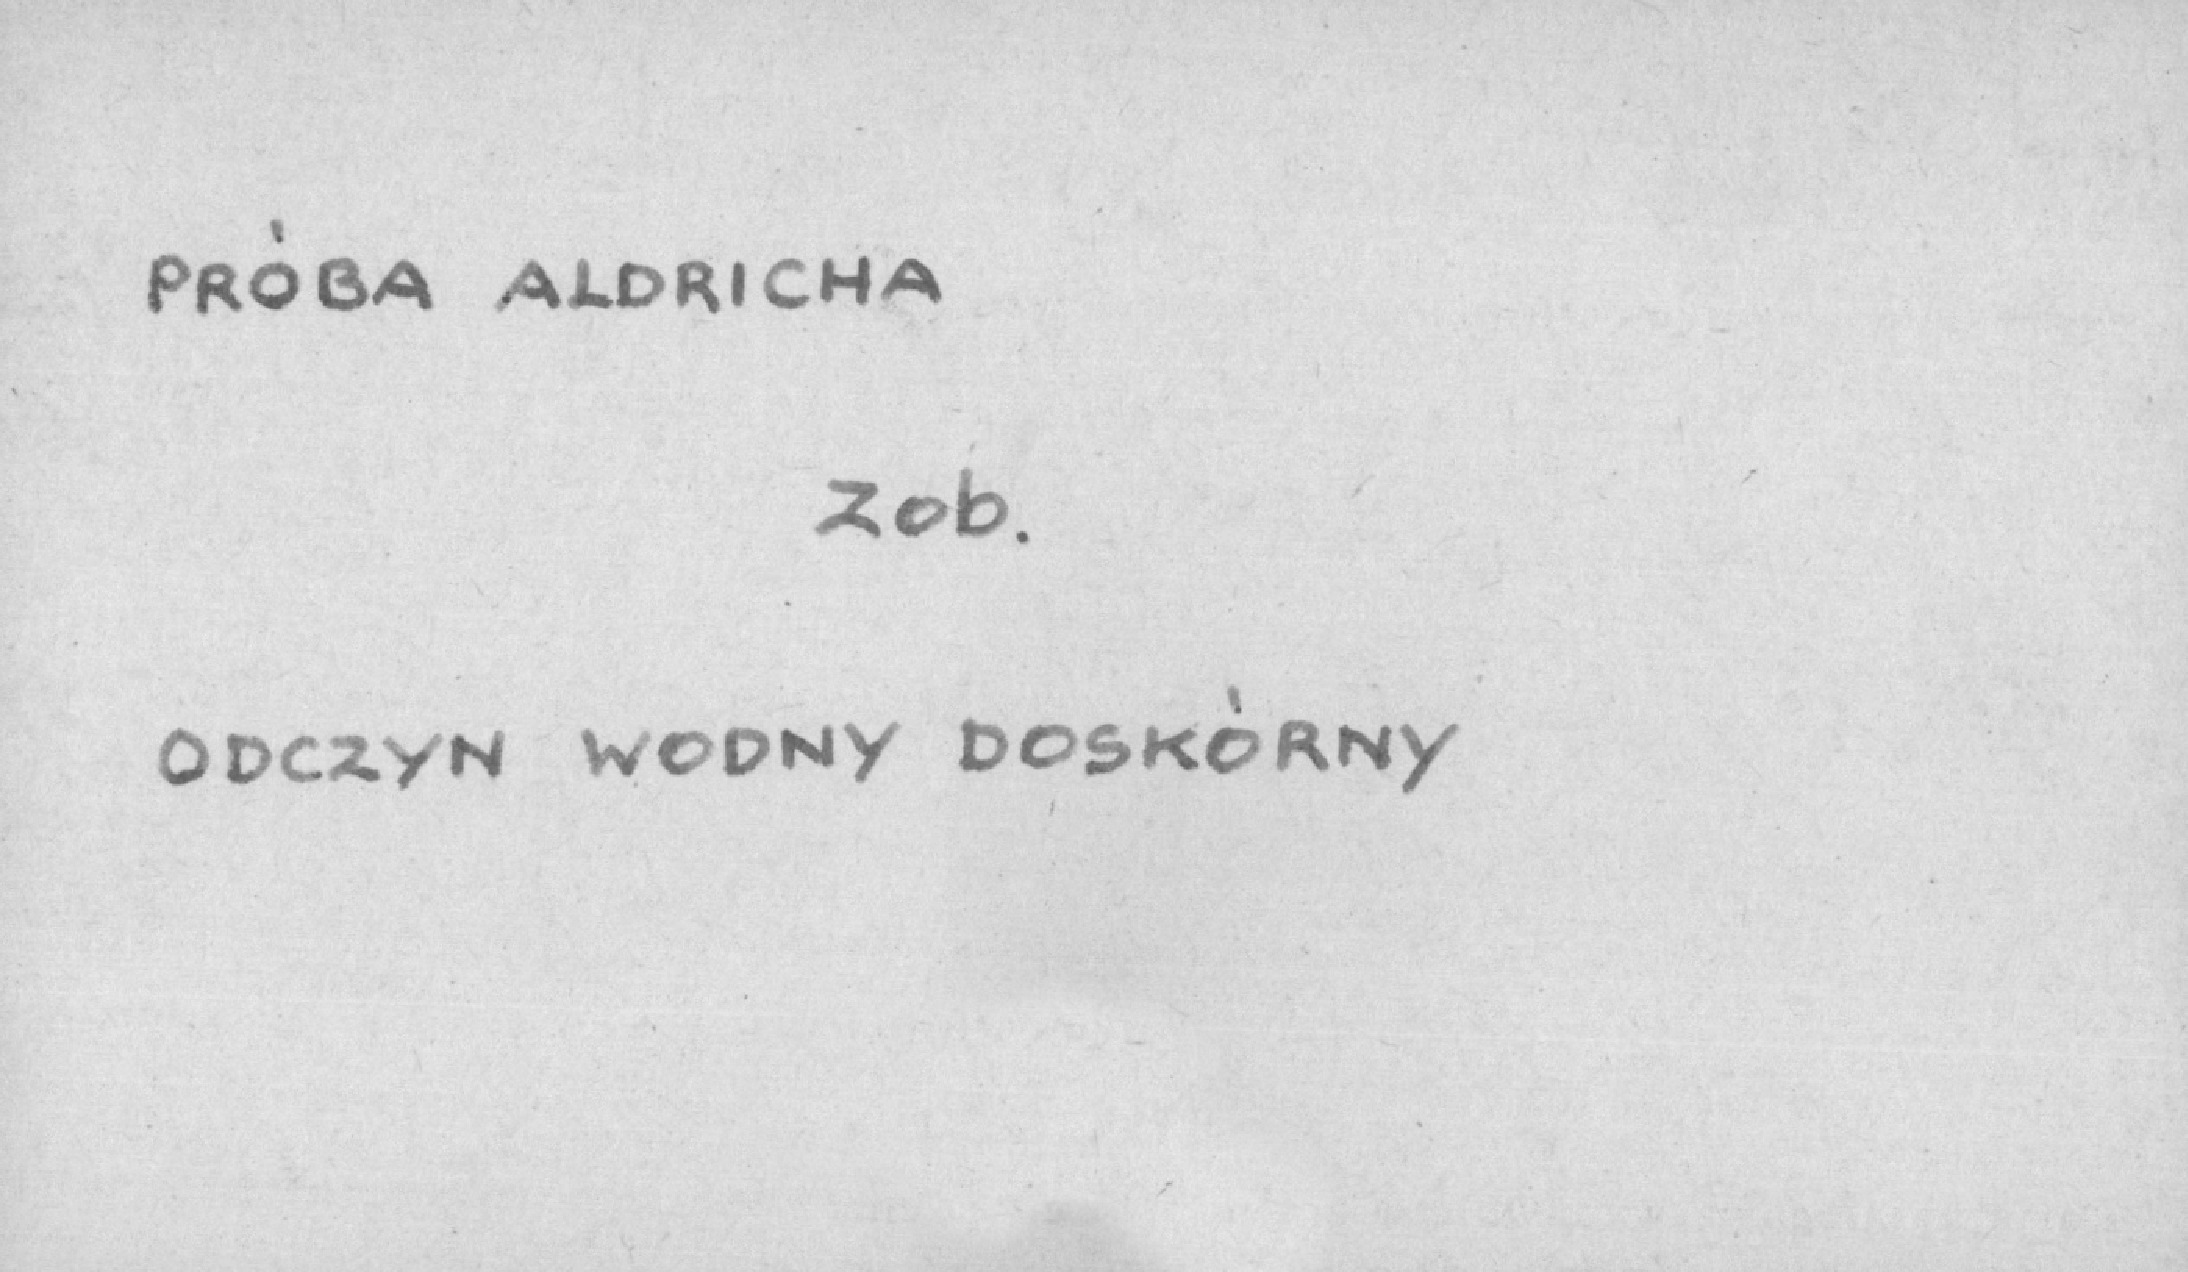 PRÓBA ALDRICHA
Zob.
ODCZYN WODNY DOSKÓRNY